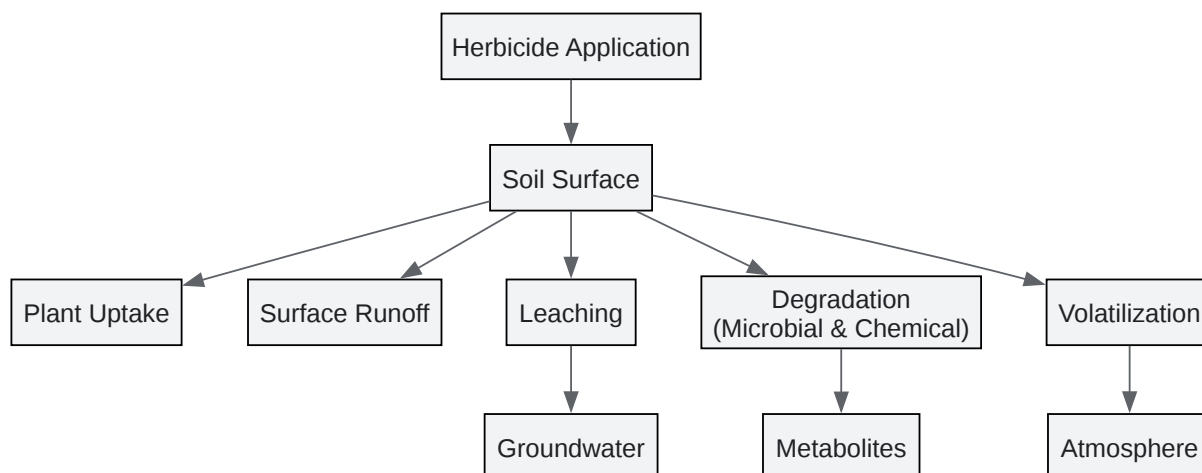 Herbicide Application
Soil Surface
Plant Uptake
Surface Runoff
Leaching
Degradation
(Microbial & Chemical)
Volatilization
Groundwater
Metabolites
Atmosphere